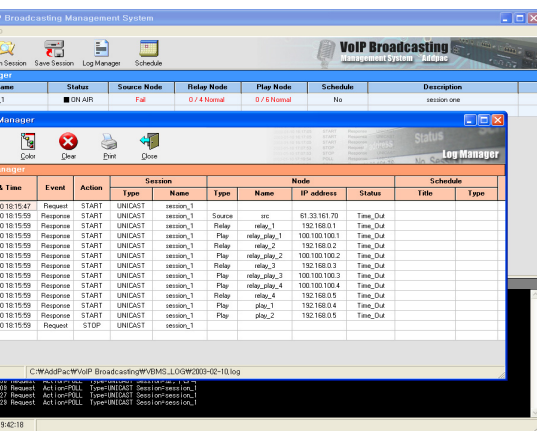 P Broadcasting Management System
n Session Save Session Log Manager Schedule
VoIP Broadcasting
Management System Addpac
ger
ame Status Source Node Relay Node Play Node Schedule Description
_1 ON AIR Fail 0 / 4 Normal 0 / 6 Normal No session one
Manager
Color Clear Print Close
Status
Log Manager
anager
& Time Event Action Session Node Schedule
Type Name Type Name IP address Status Title Type
0 18:15:47 Request START UNICAST session_1
0 18:15:59 Response START UNICAST session_1 Source src 61.33.161.70 Time_Out
0 18:15:59 Response START UNICAST session_1 Relay relay_1 192.168.0.1 Time_Out
0 18:15:59 Response START UNICAST session_1 Play relay_play_1 100.100.100.1 Time_Out
0 18:15:59 Response START UNICAST session_1 Relay relay_2 192.168.0.2 Time_Out
0 18:15:59 Response START UNICAST session_1 Play relay_play_2 100.100.100.2 Time_Out
0 18:15:59 Response START UNICAST session_1 Relay relay_3 192.168.0.3 Time_Out
0 18:15:59 Response START UNICAST session_1 Play relay_play_3 100.100.100.3 Time_Out
0 18:15:59 Response START UNICAST session_1 Play relay_play_4 100.100.100.4 Time_Out
0 18:15:59 Response START UNICAST session_1 Relay relay_4 192.168.0.5 Time_Out
0 18:15:59 Response START UNICAST session_1 Play play_1 192.168.0.4 Time_Out
0 18:15:59 Response START UNICAST session_1 Play play_2 192.168.0.5 Time_Out
0 18:15:59 Request STOP UNICAST session_1
C:₩AddPac₩VoIP Broadcasting₩VBMS_LOG₩2003-02-10.log
:09 Request Action=POLL Type=UNICAST Session=session_1
:27 Request Action=POLL Type=UNICAST Session=session_1
:28 Request Action=POLL Type=UNICAST Session=session_1
9:42:18